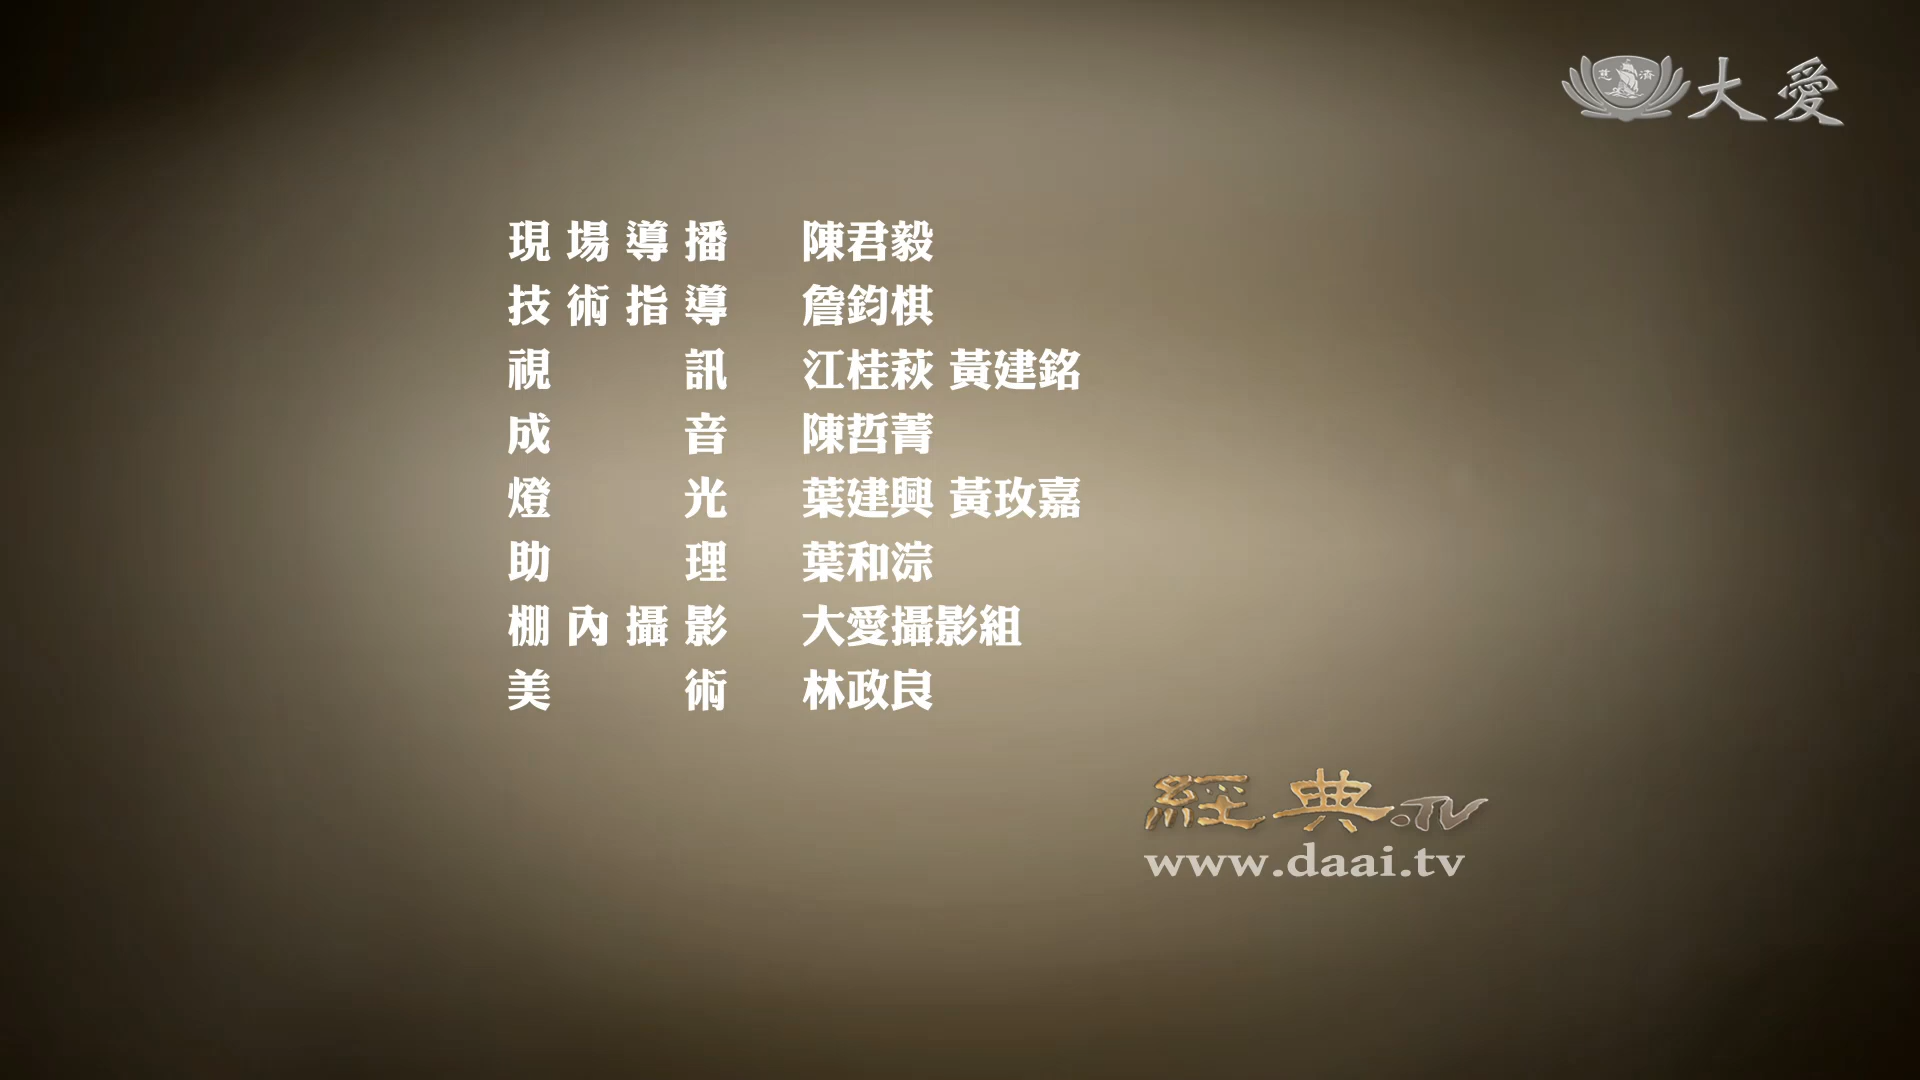 慈濟 大愛
現場導播 陳君毅
技術指導 詹鈞棋
視訊 江桂萩 黃建銘
成音 陳哲菁
燈光 葉建興 黃玫嘉
助理 葉和淙
棚內攝影 大愛攝影組
美術 林政良
經典.TV
www.daai.tv